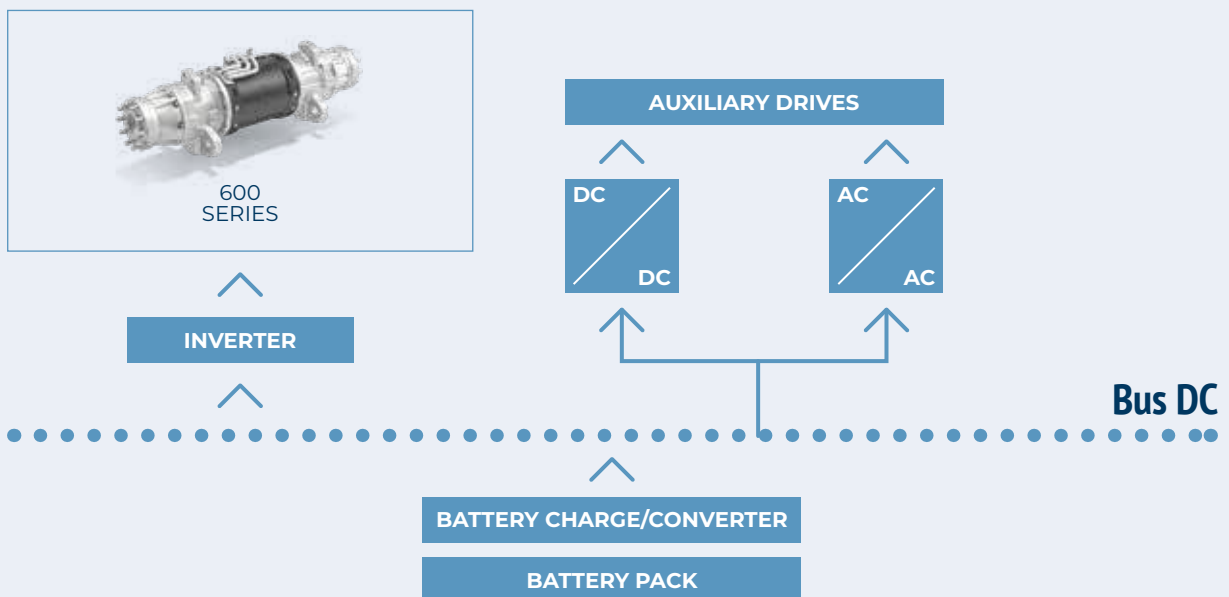 AUXILIARY DRIVES
600
SERIES
DC
DC
AC
AC
INVERTER
Bus DC
BATTERY CHARGE/CONVERTER
BATTERY PACK